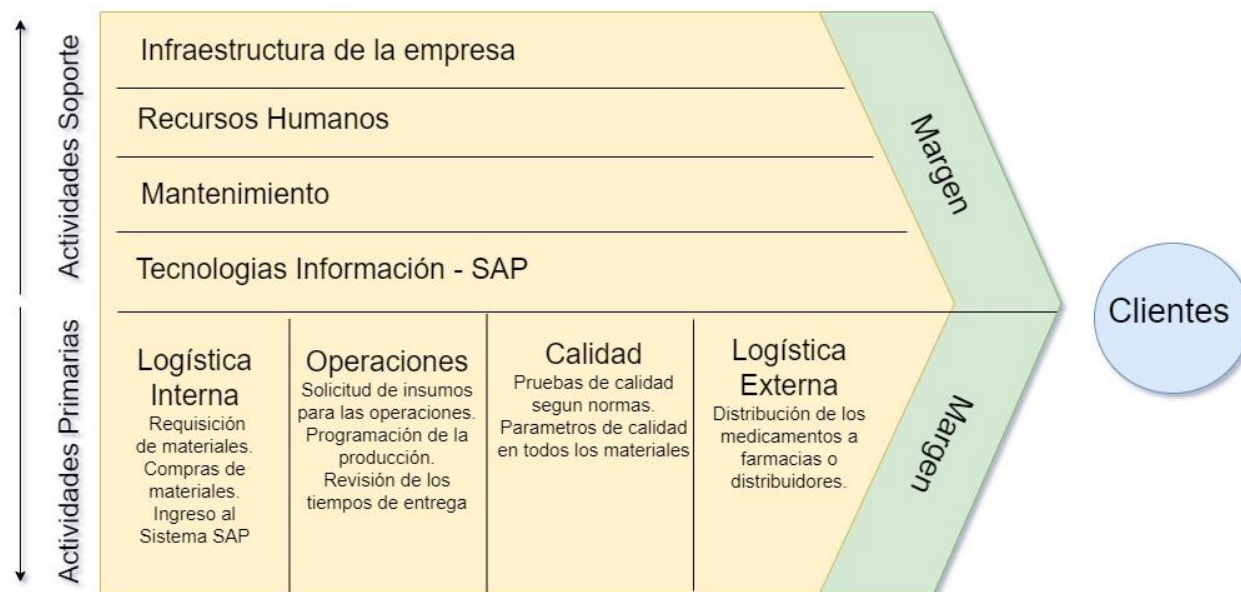 Actividades Soporte
Infraestructura de la empresa
Recursos Humanos
Mantenimiento
Tecnologias Información - SAP
Margen
Actividades Primarias
Logística
Interna
Requisición
de materiales.
Compras de
materiales.
Ingreso al
Sistema SAP
Operaciones
Solicitud de insumos
para las operaciones.
Programación de la
producción.
Revisión de los
tiempos de entrega
Calidad
Pruebas de calidad
segun normas.
Parametros de calidad
en todos los materiales
Logística
Externa
Distribución de los
medicamentos a
farmacias o
distribuidores.
Margen
Clientes